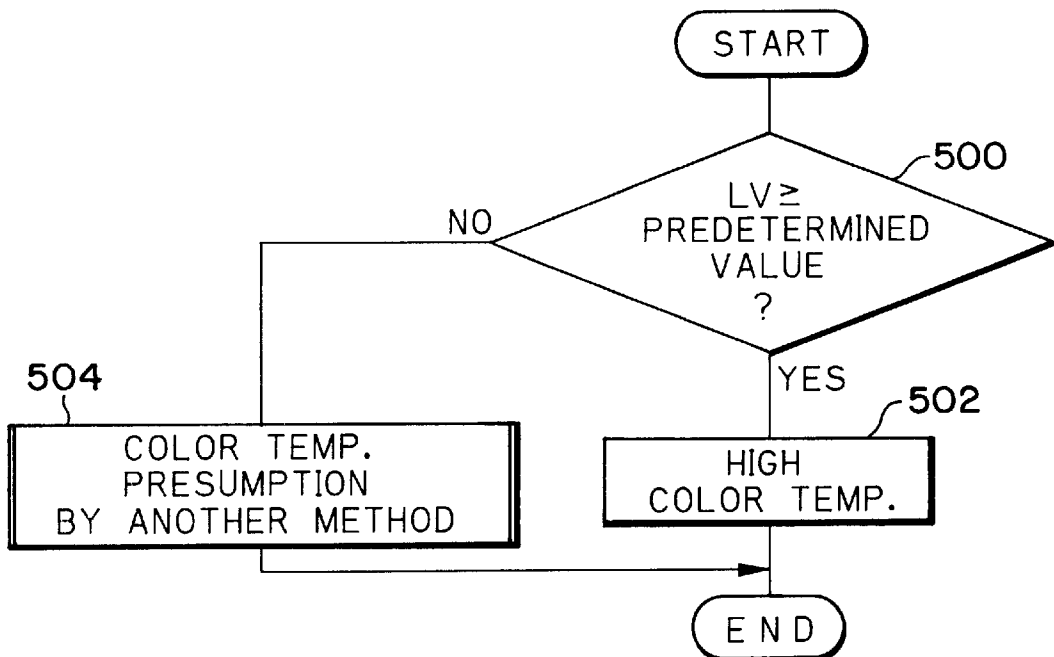 START
500
LV≥
PREDETERMINED
VALUE
?
NO
YES
504
COLOR TEMP.
PRESUMPTION
BY ANOTHER METHOD
502
HIGH
COLOR TEMP.
END